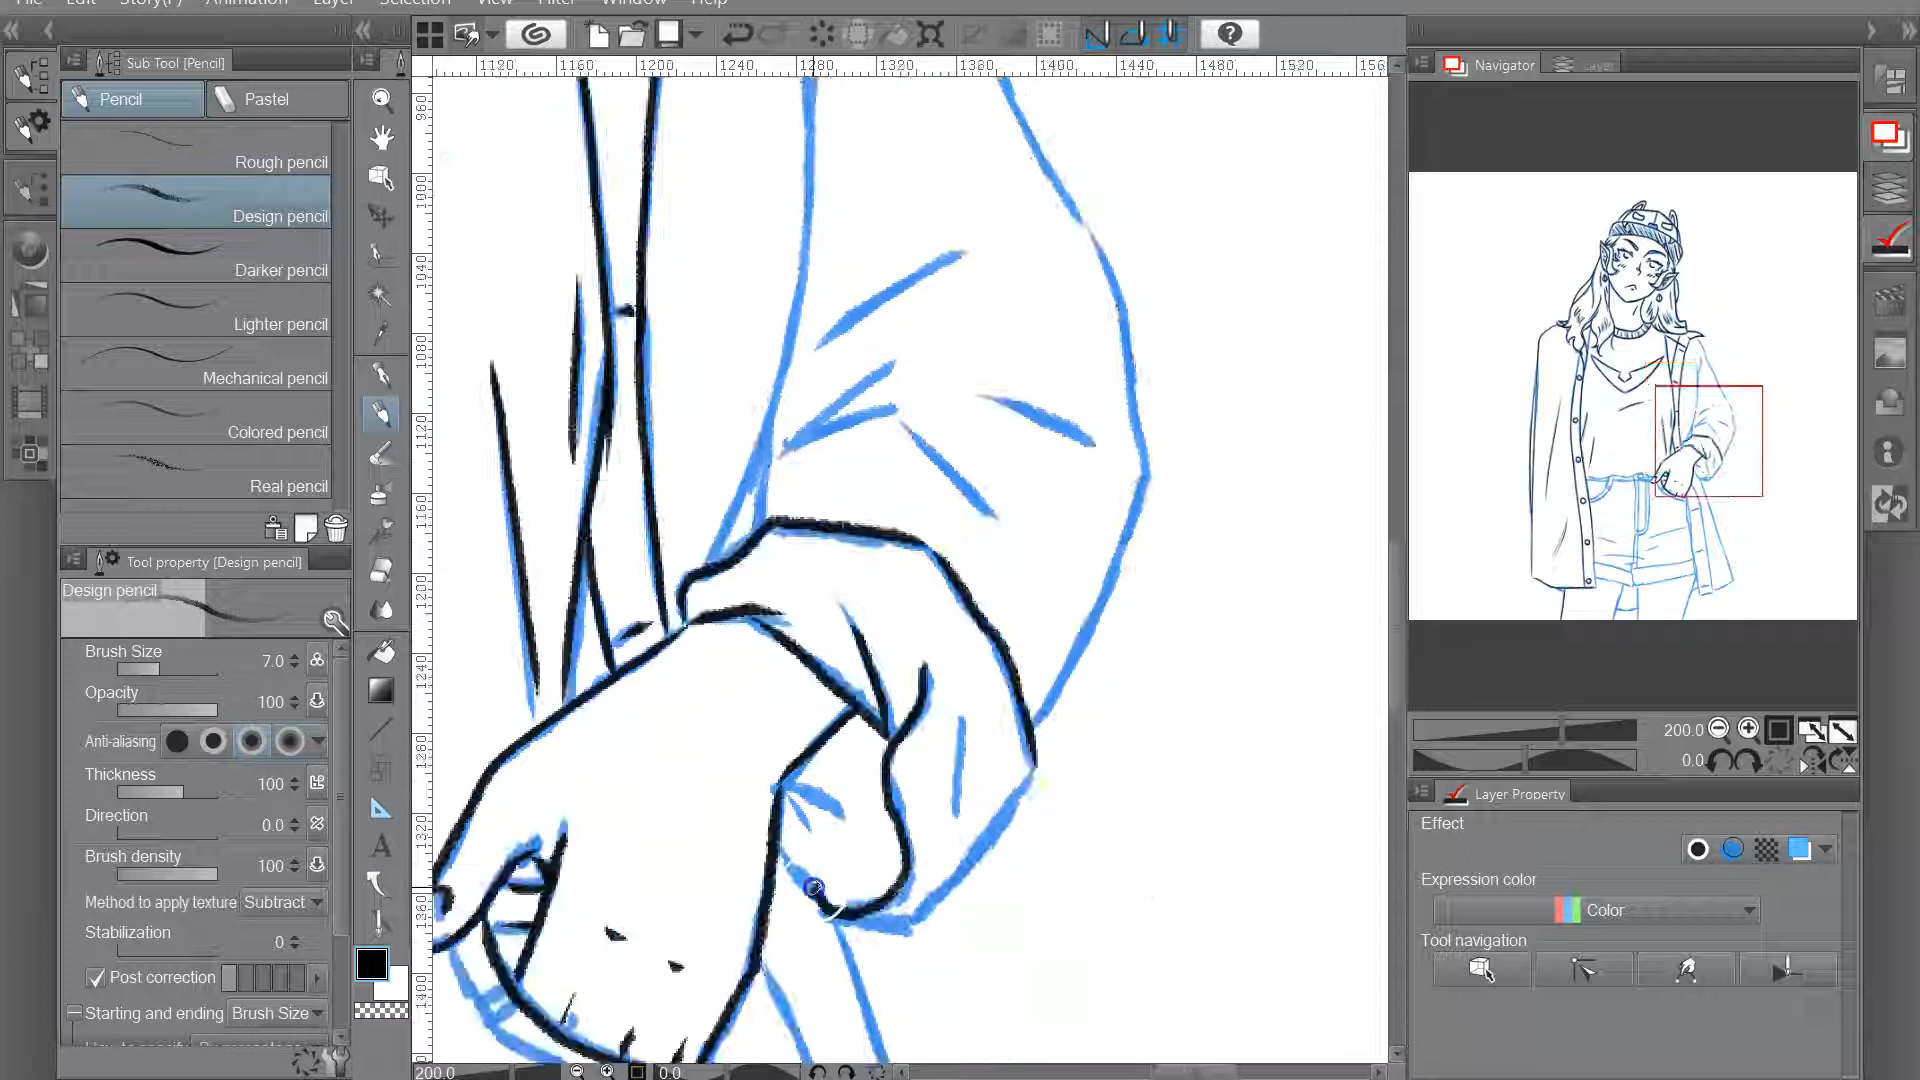 File Edit Story(P) Animation Layer Selection View Filter Window Help
Sub Tool [Pencil]
Pencil
Pastel
Rough pencil
Design pencil
Darker pencil
Lighter pencil
Mechanical pencil
Colored pencil
Real pencil
Tool property [Design pencil]
Design pencil
Brush Size 7.0
Opacity 100
Anti-aliasing
Thickness 100
Direction 0.0
Brush density 100
Method to apply texture Subtract
Stabilization 0
Post correction
Starting and ending Brush Size
1120 1160 1200 1240 1280 1320 1360 1400 1440 1480 1520 156
980
1000
1040
1080
1120
1160
1200
1240
1280
1320
1360
1400
200.0 0.0
Navigator
Layer
200.0
0.0
Layer Property
Effect
Expression color
Color
Tool navigation
A